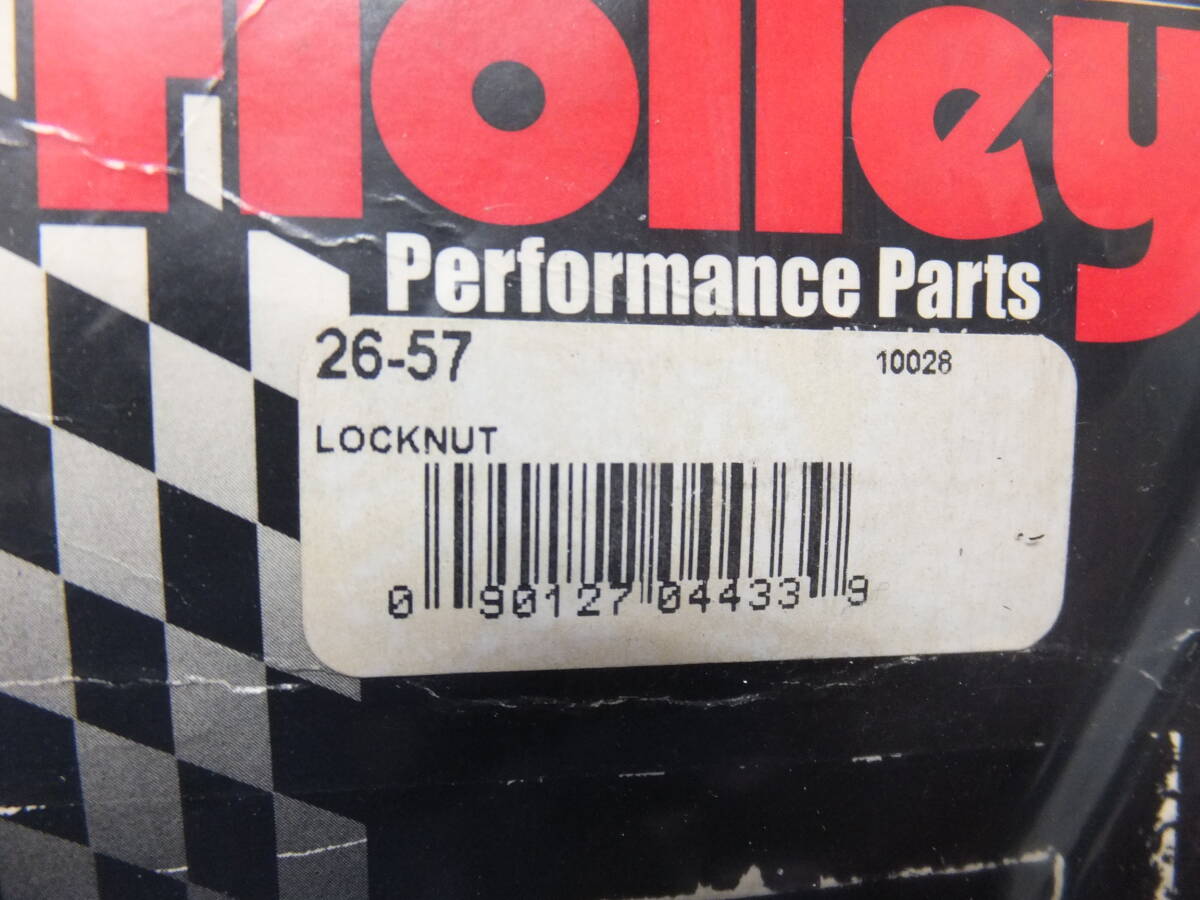 Holley
Performance Parts
26-57
10028
LOCKNUT
0 90127 04433 9